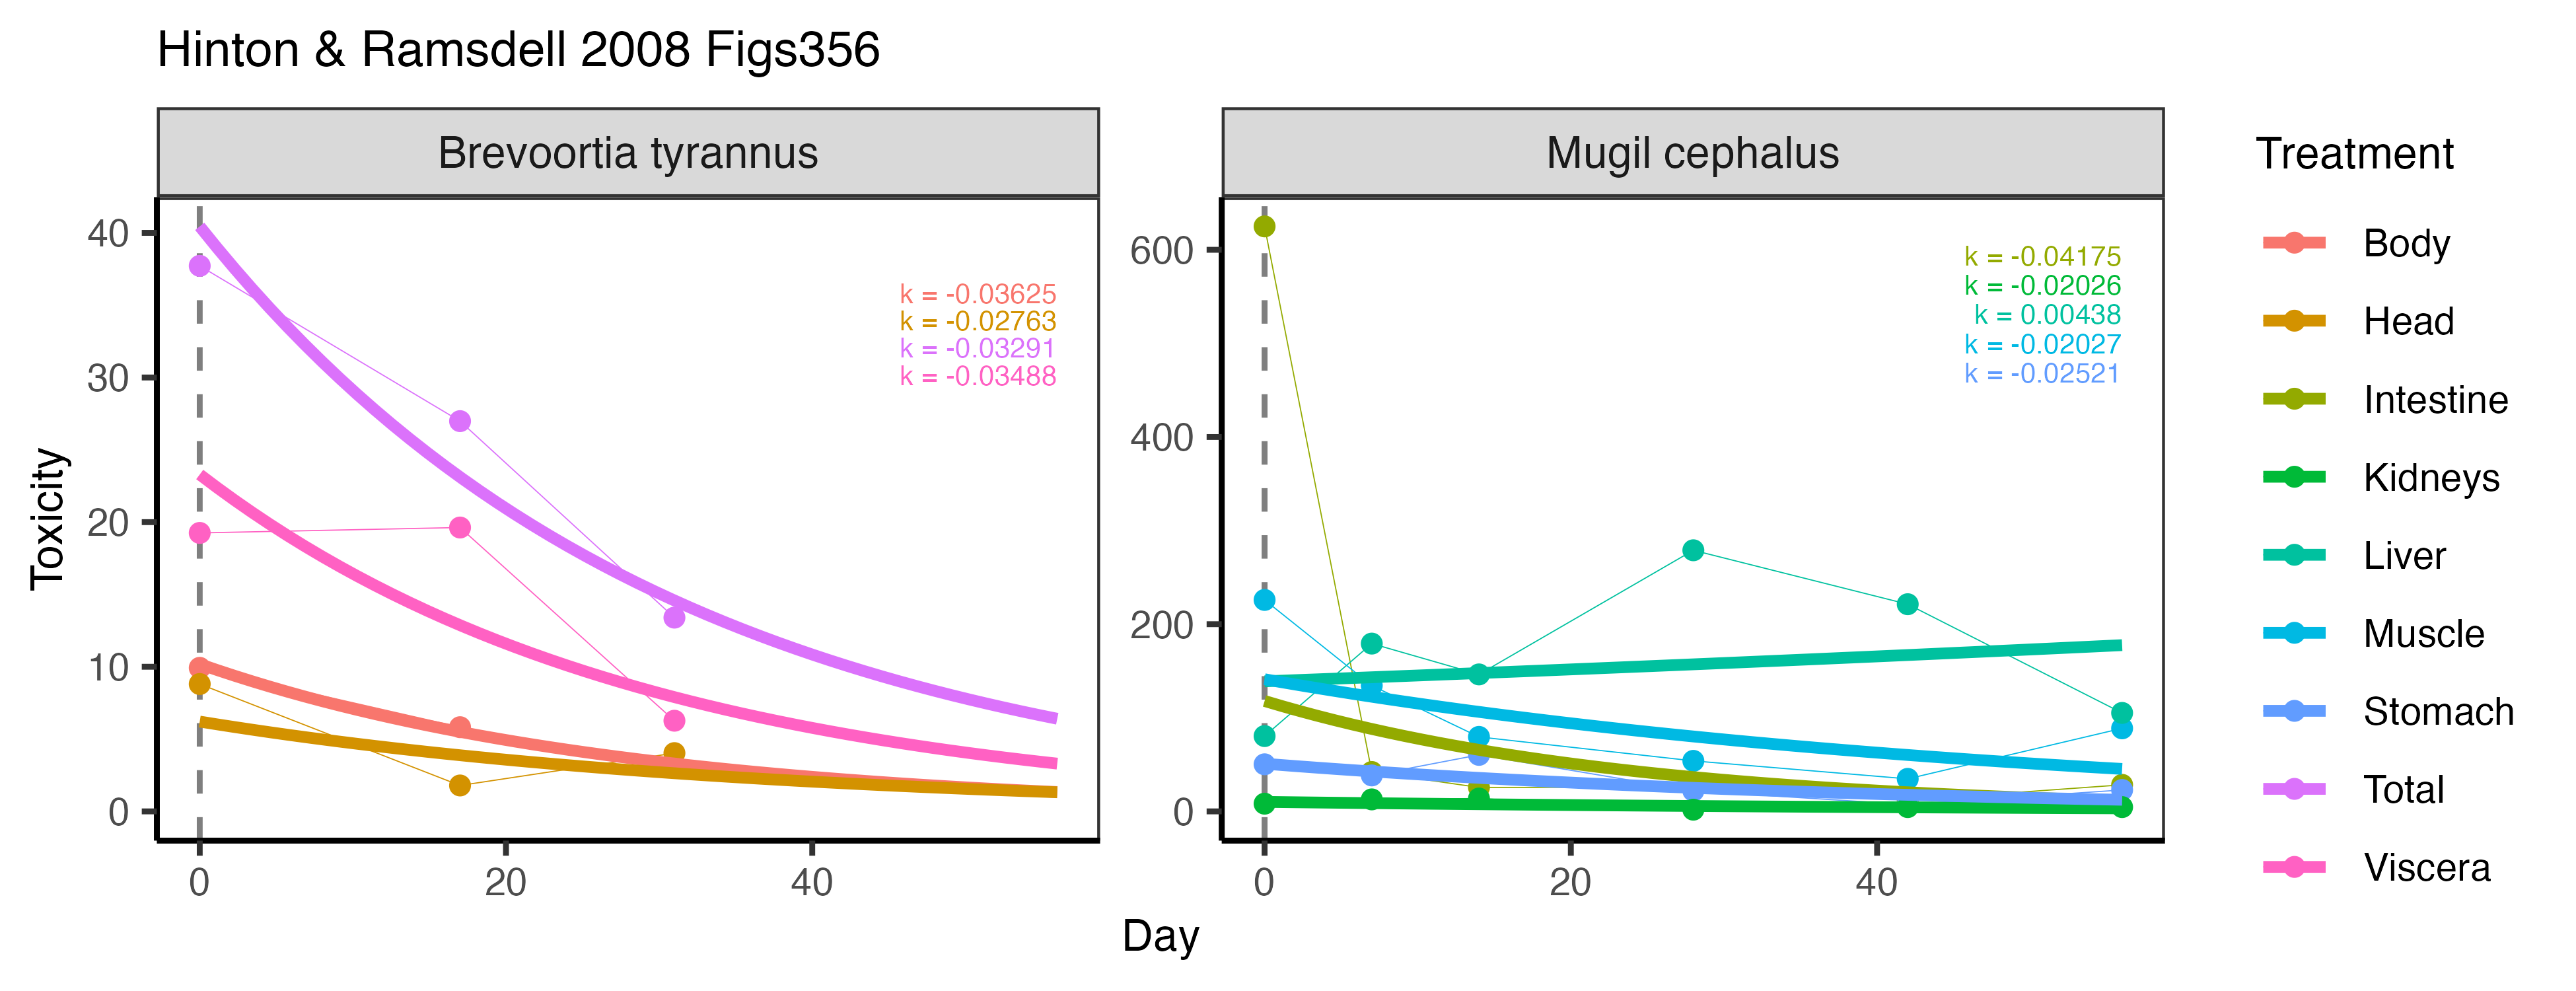 Hinton & Ramsdell 2008 Figs356
Brevoortia tyrannus
Mugil cephalus
Toxicity
40
30
20
10
0
k = -0.03625
k = -0.02763
k = -0.03291
k = -0.03488
0
20
40
600
400
200
0
k = -0.04175
k = -0.02026
k = 0.00438
k = -0.02027
k = -0.02521
0
20
40
Day
Treatment
Body
Head
Intestine
Kidneys
Liver
Muscle
Stomach
Total
Viscera